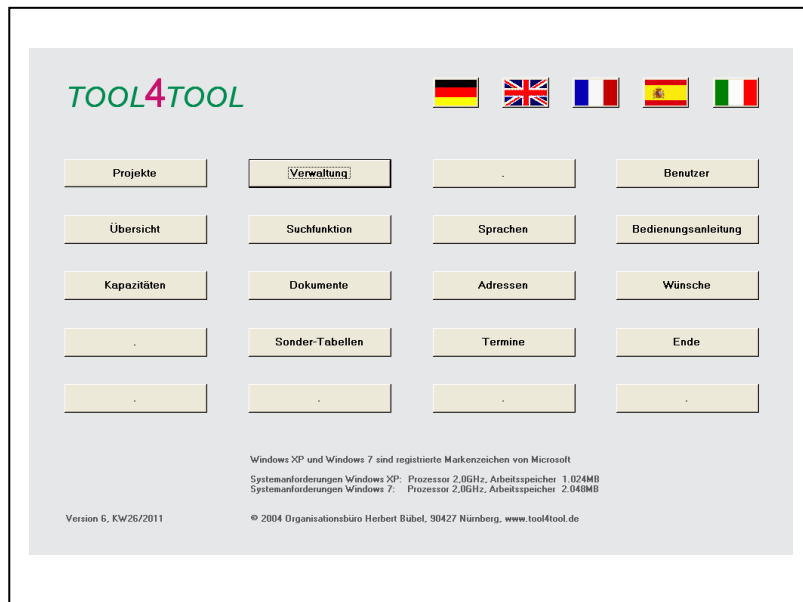 TOOL4TOOL
Projekte Verwaltung . Benutzer
Übersicht Suchfunktion Sprachen Bedienungsanleitung
Kapazitäten Dokumente Adressen Wünsche
. Sonder-Tabellen Termine Ende
. . . .
Windows XP und Windows 7 sind registrierte Markenzeichen von Microsoft
Systemanforderungen Windows XP: Prozessor 2,0GHz, Arbeitsspeicher 1.024MB
Systemanforderungen Windows 7: Prozessor 2,0GHz, Arbeitsspeicher 2.048MB
Version 6, KW26/2011 © 2004 Organisationsbüro Herbert Bübel, 90427 Nürnberg, www.tool4tool.de